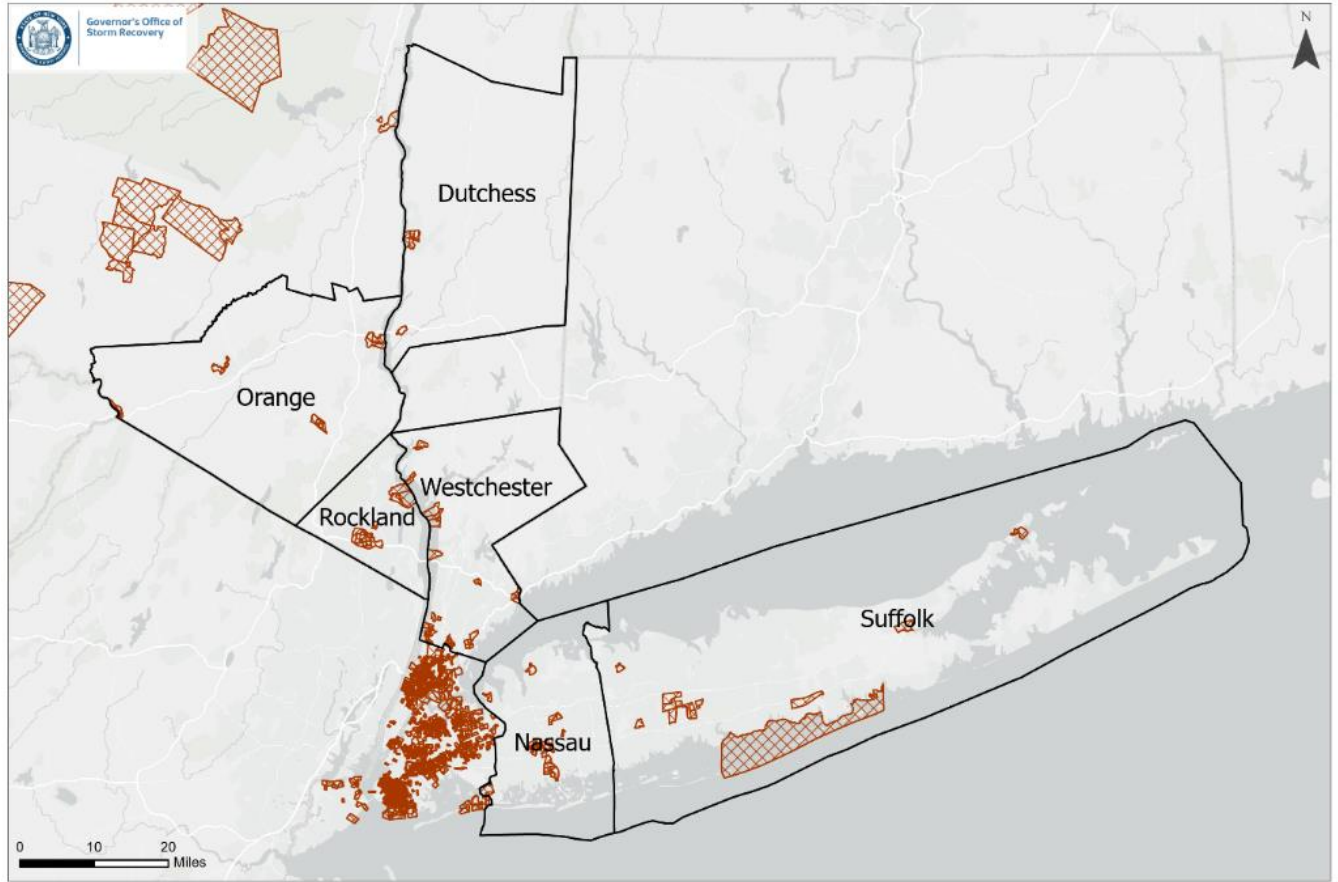 Governor's Office of
Storm Recovery
N
Dutchess
Orange
Westchester
Rockland
Suffolk
Nassau
0 10 20
Miles